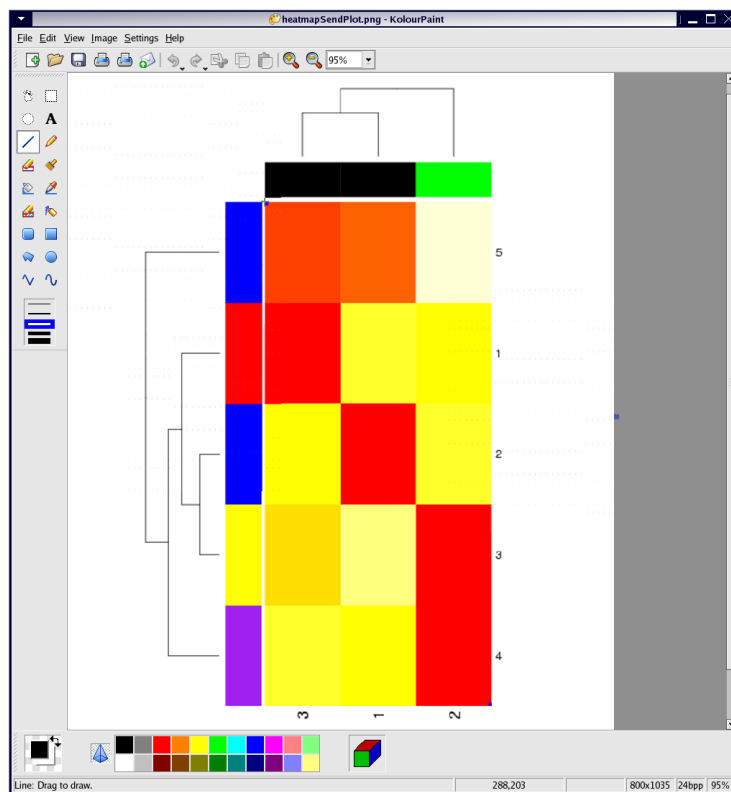 heatmapSendPlot.png - KolourPaint
File Edit View Image Settings Help
95%
A
5
1
2
3
4
3 1 2
Line: Drag to draw. 288,203 800x1035 24bpp 95%